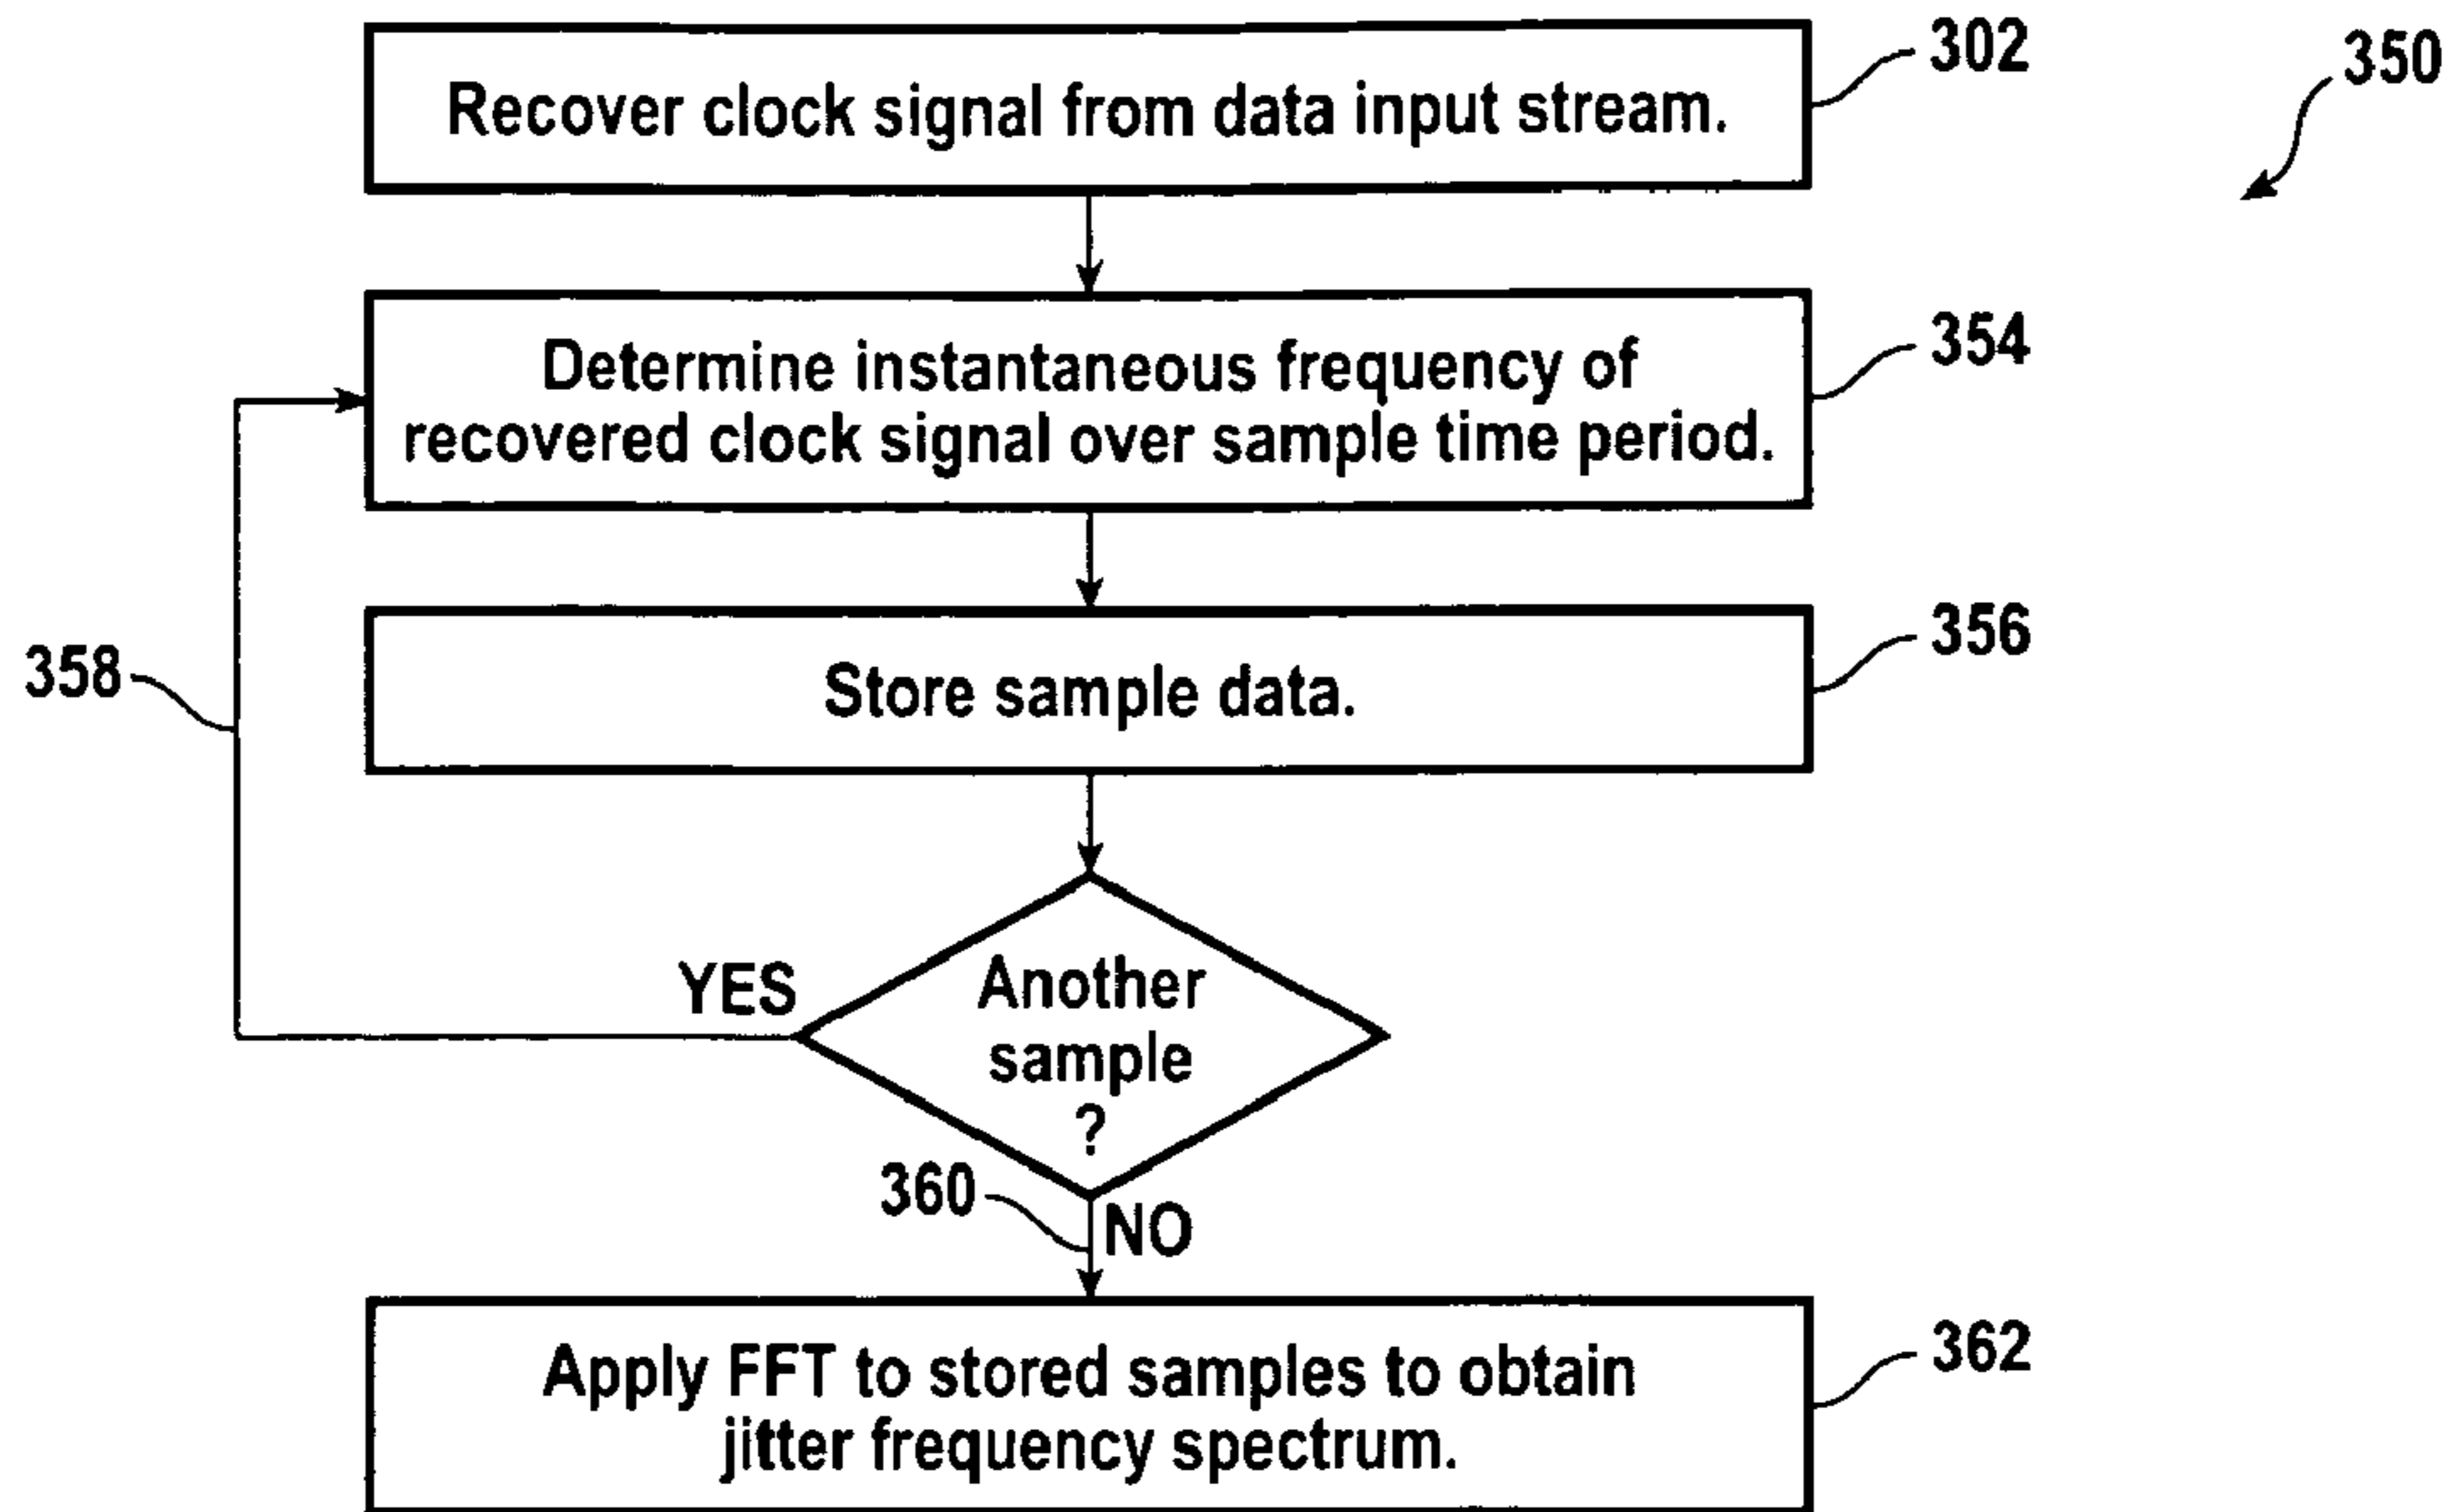 302
350
Recover clock signal from data input stream.
354
Determine instantaneous frequency of
recovered clock signal over sample time period.
356
358
Store sample data.
YES
Another
sample
?
360
NO
362
Apply FFT to stored samples to obtain
jitter frequency spectrum.